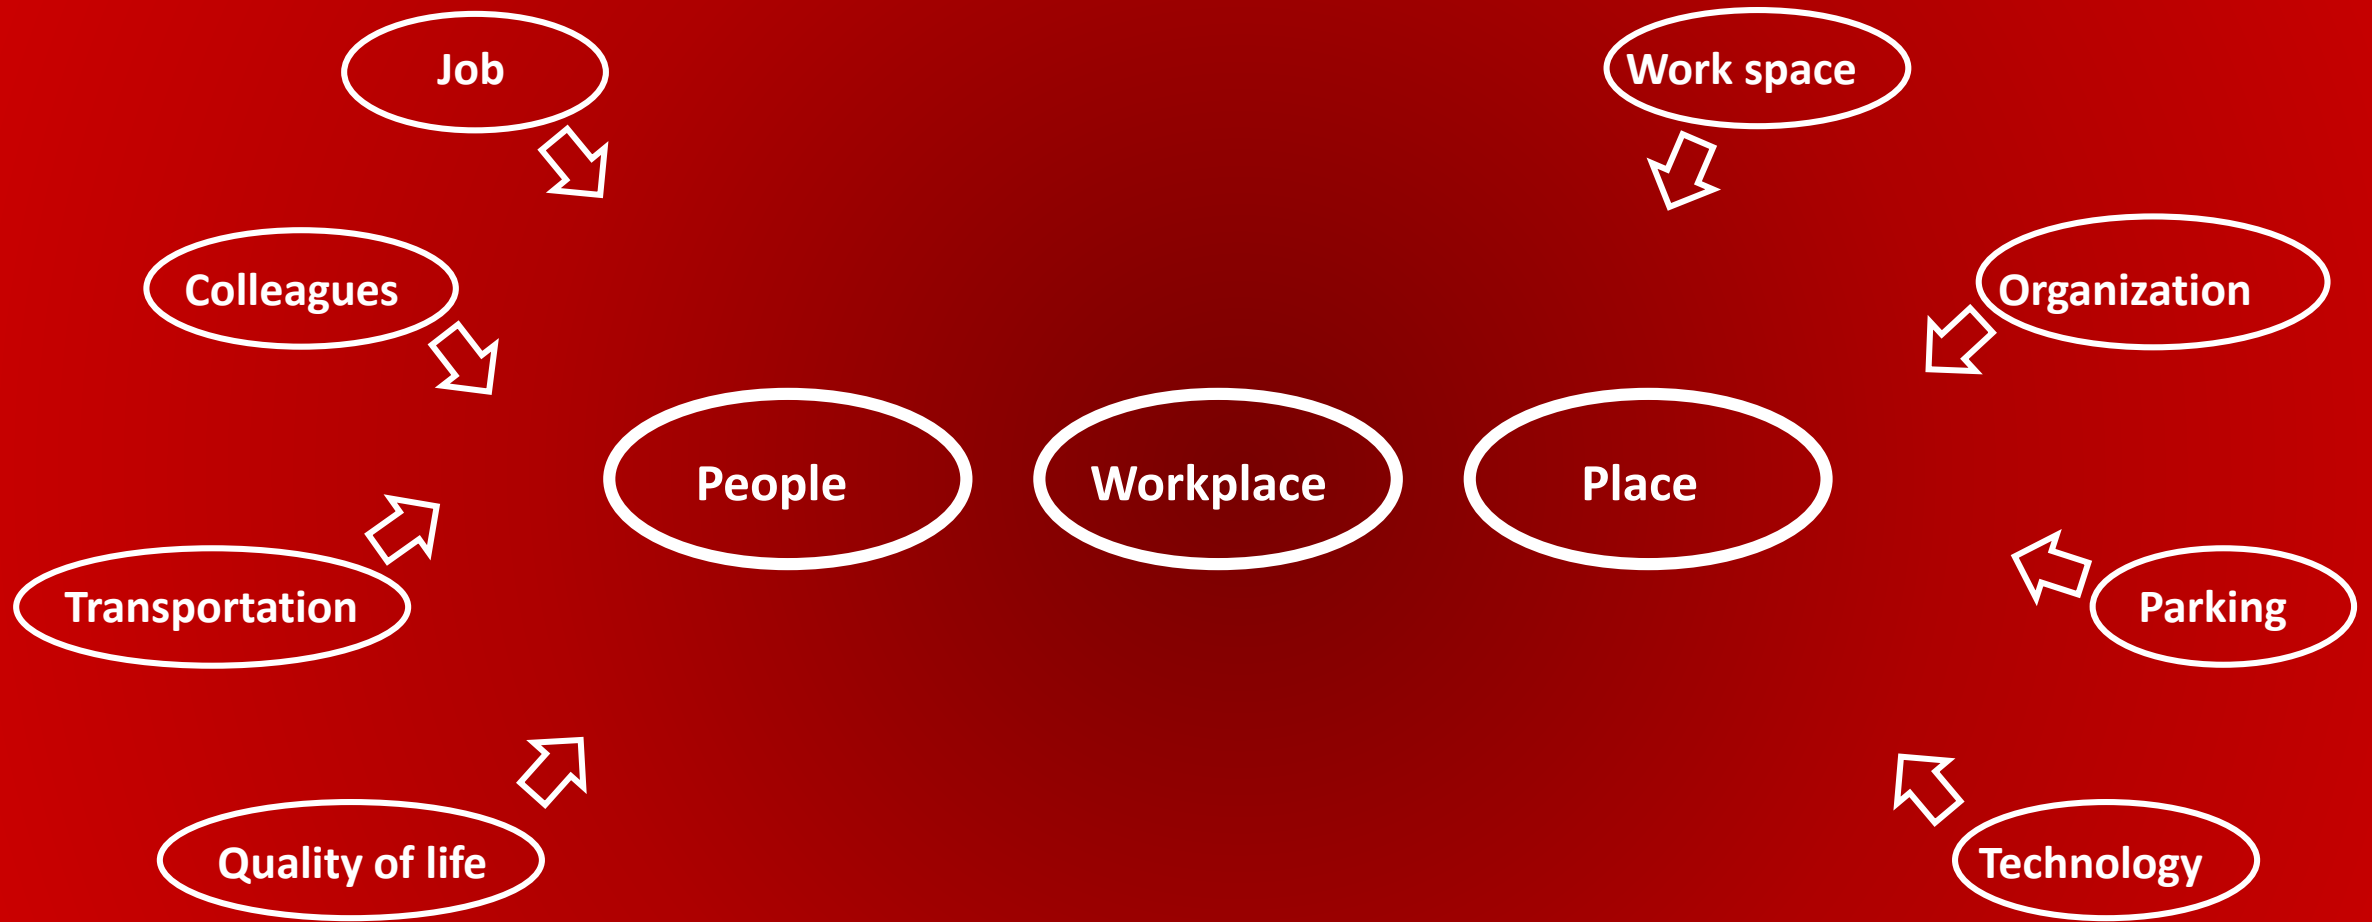 Job
Work space
Colleagues
Organization
People
Workplace
Place
Transportation
Parking
Quality of life
Technology